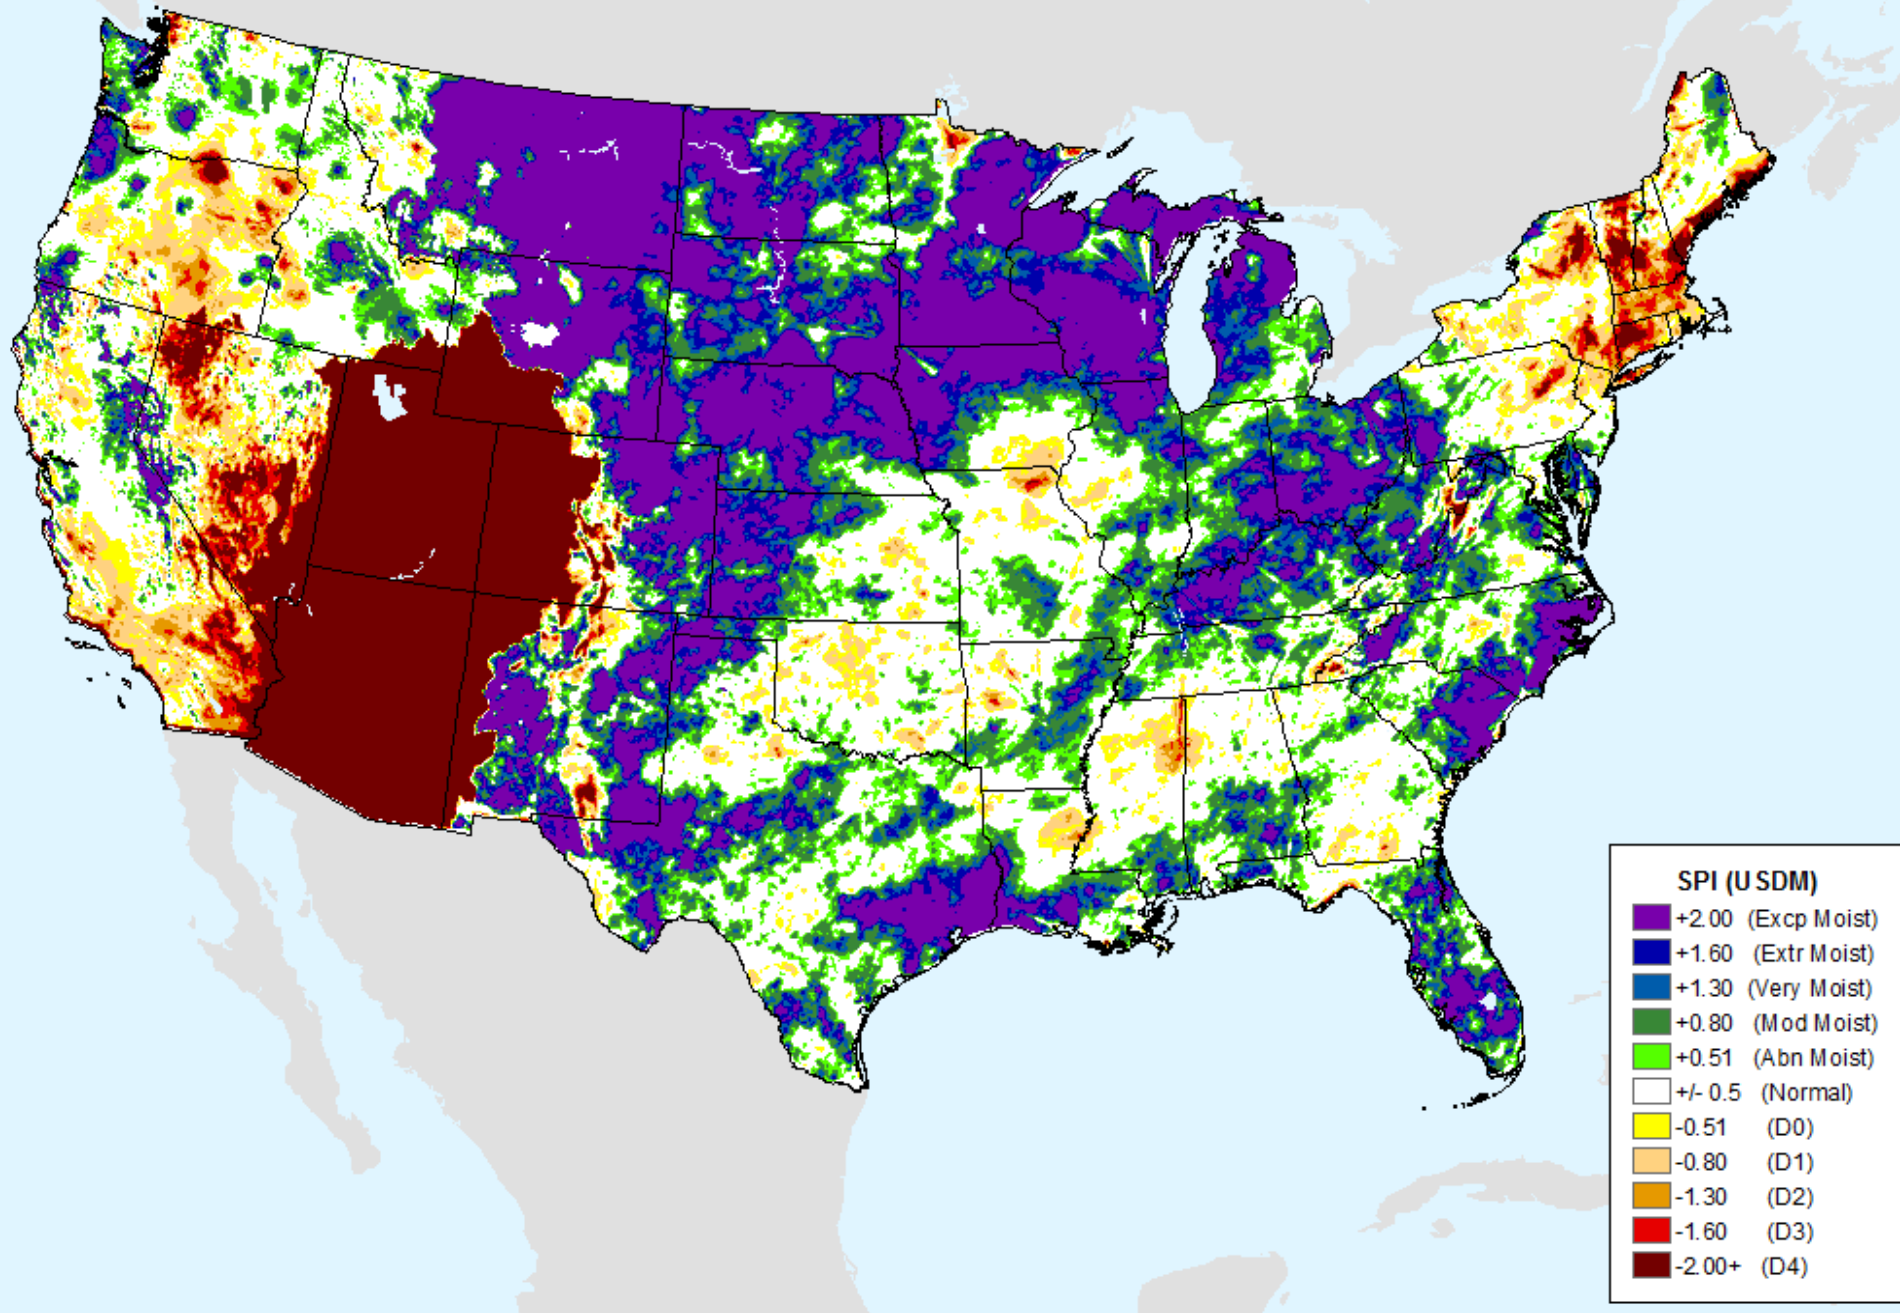 SPI (USDM)
+2.00 (Excp Moist)
+1.60 (Extr Moist)
+1.30 (Very Moist)
+0.80 (Mod Moist)
+0.51 (Abn Moist)
+/- 0.5 (Normal)
-0.51 (D0)
-0.80 (D1)
-1.30 (D2)
-1.60 (D3)
-2.00+ (D4)